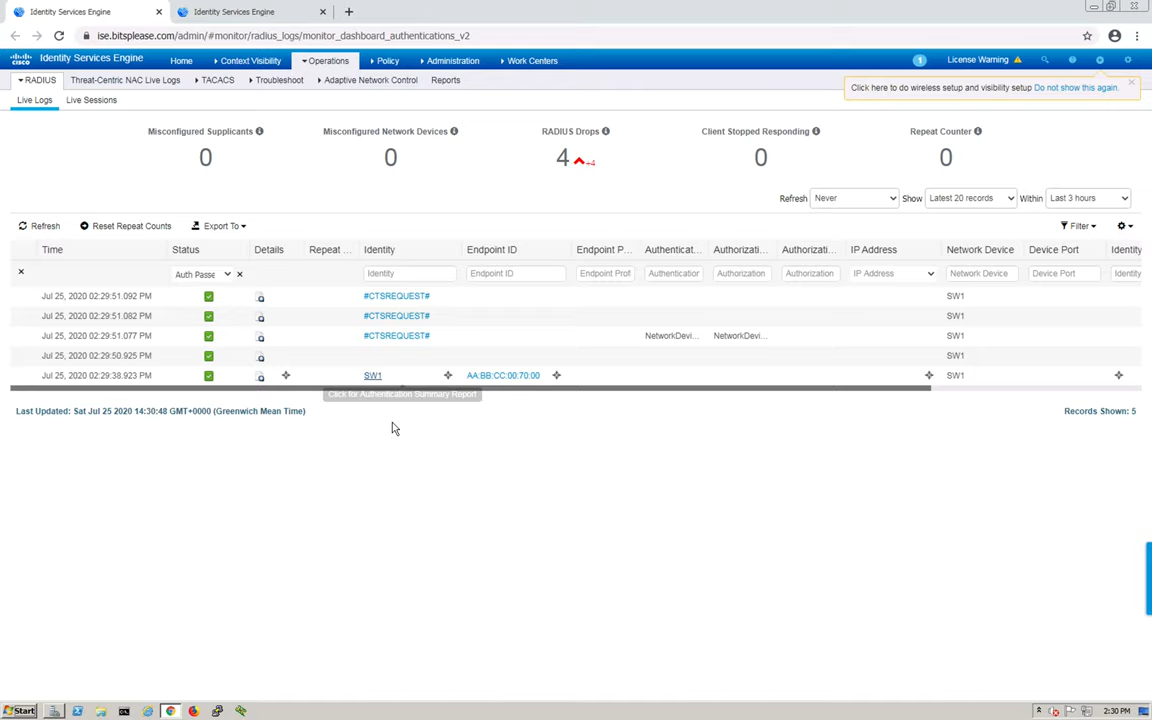 Identity Services Engine
Identity Services Engine
ise.bitsplease.com/admin/#monitor/radius_logs/monitor_dashboard_authentications_v2
cisco Identity Services Engine Home Context Visibility Operations Policy Administration Work Centers 1 License Warning
RADIUS Threat-Centric NAC Live Logs TACACS Troubleshoot Adaptive Network Control Reports
Click here to do wireless setup and visibility setup Do not show this again.
Live Logs Live Sessions
Misconfigured Supplicants Misconfigured Network Devices RADIUS Drops Client Stopped Responding Repeat Counter
0 0 4 +4 0 0
Refresh Never Show Latest 20 records Within Last 3 hours
Refresh Reset Repeat Counts Export To Filter
Time Status Details Repeat ... Identity Endpoint ID Endpoint P... Authenticat... Authorizati... Authorizati... IP Address Network Device Device Port Identity
Auth Passe Identity Endpoint ID Endpoint Profi Authentication Authorization Authorization IP Address Network Device Device Port Identity
Jul 25, 2020 02:29:51.092 PM #CTSREQUEST# SW1
Jul 25, 2020 02:29:51.082 PM #CTSREQUEST# SW1
Jul 25, 2020 02:29:51.077 PM #CTSREQUEST# NetworkDevi... NetworkDevi... SW1
Jul 25, 2020 02:29:50.925 PM SW1
Jul 25, 2020 02:29:38.923 PM SW1 AA:BB:CC:00:70:00 SW1
Click for Authentication Summary Report
Last Updated: Sat Jul 25 2020 14:30:48 GMT+0000 (Greenwich Mean Time) Records Shown: 5
Start 2:30 PM